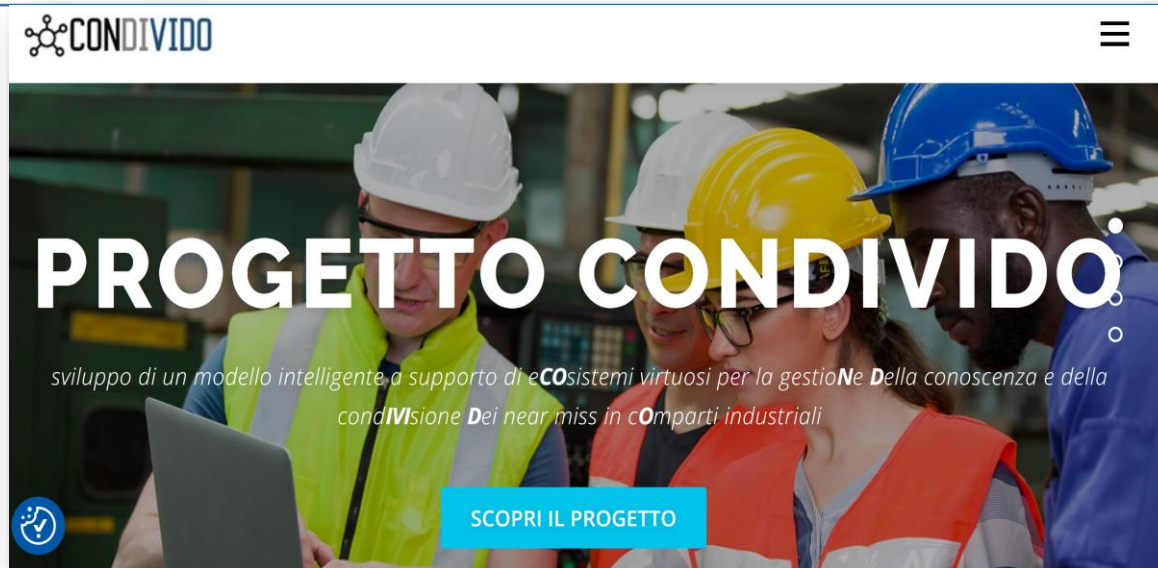 CONDIVIDO
PROGETTO CONDIVIDO
sviluppo di un modello intelligente a supporto di eCOsistemi virtuosi per la gestioNe Della conoscenza e della
condIVIsione Dei near miss in cOmparti industriali
SCOPRI IL PROGETTO